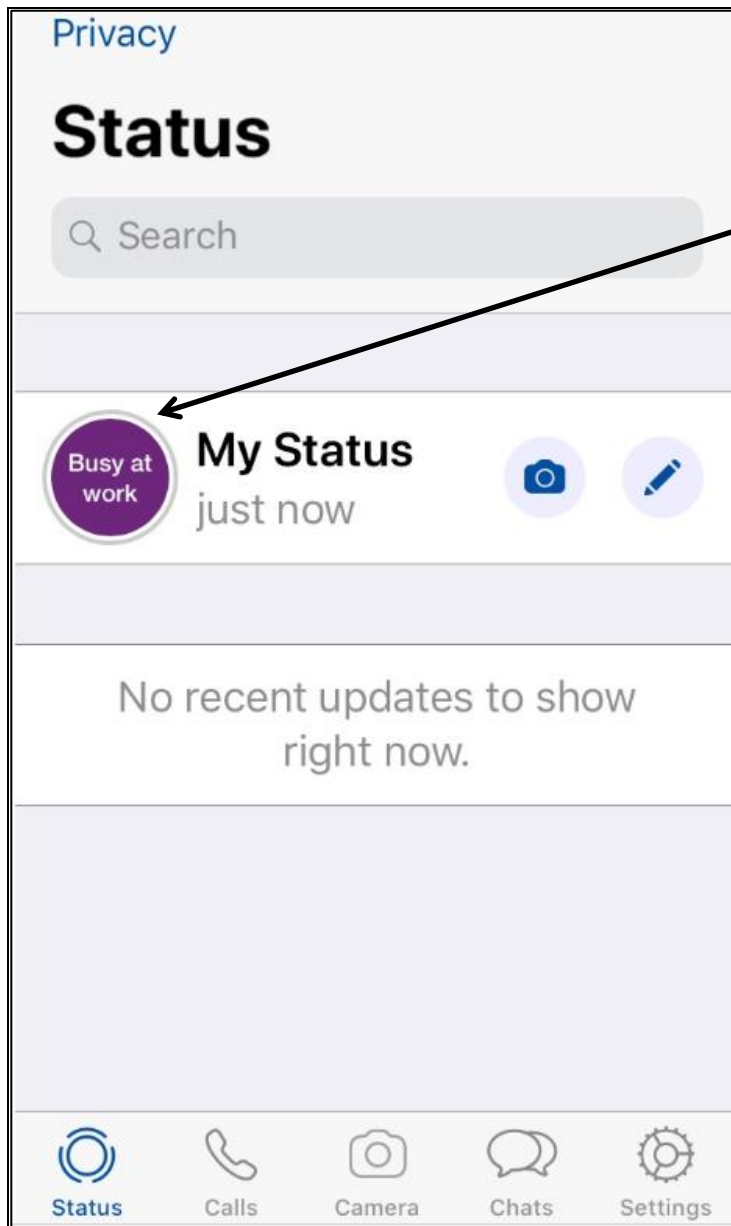 Privacy
Status
Search
Busy at
work
My Status
just now
No recent updates to show
right now.
Status
Calls
Camera
Chats
Settings